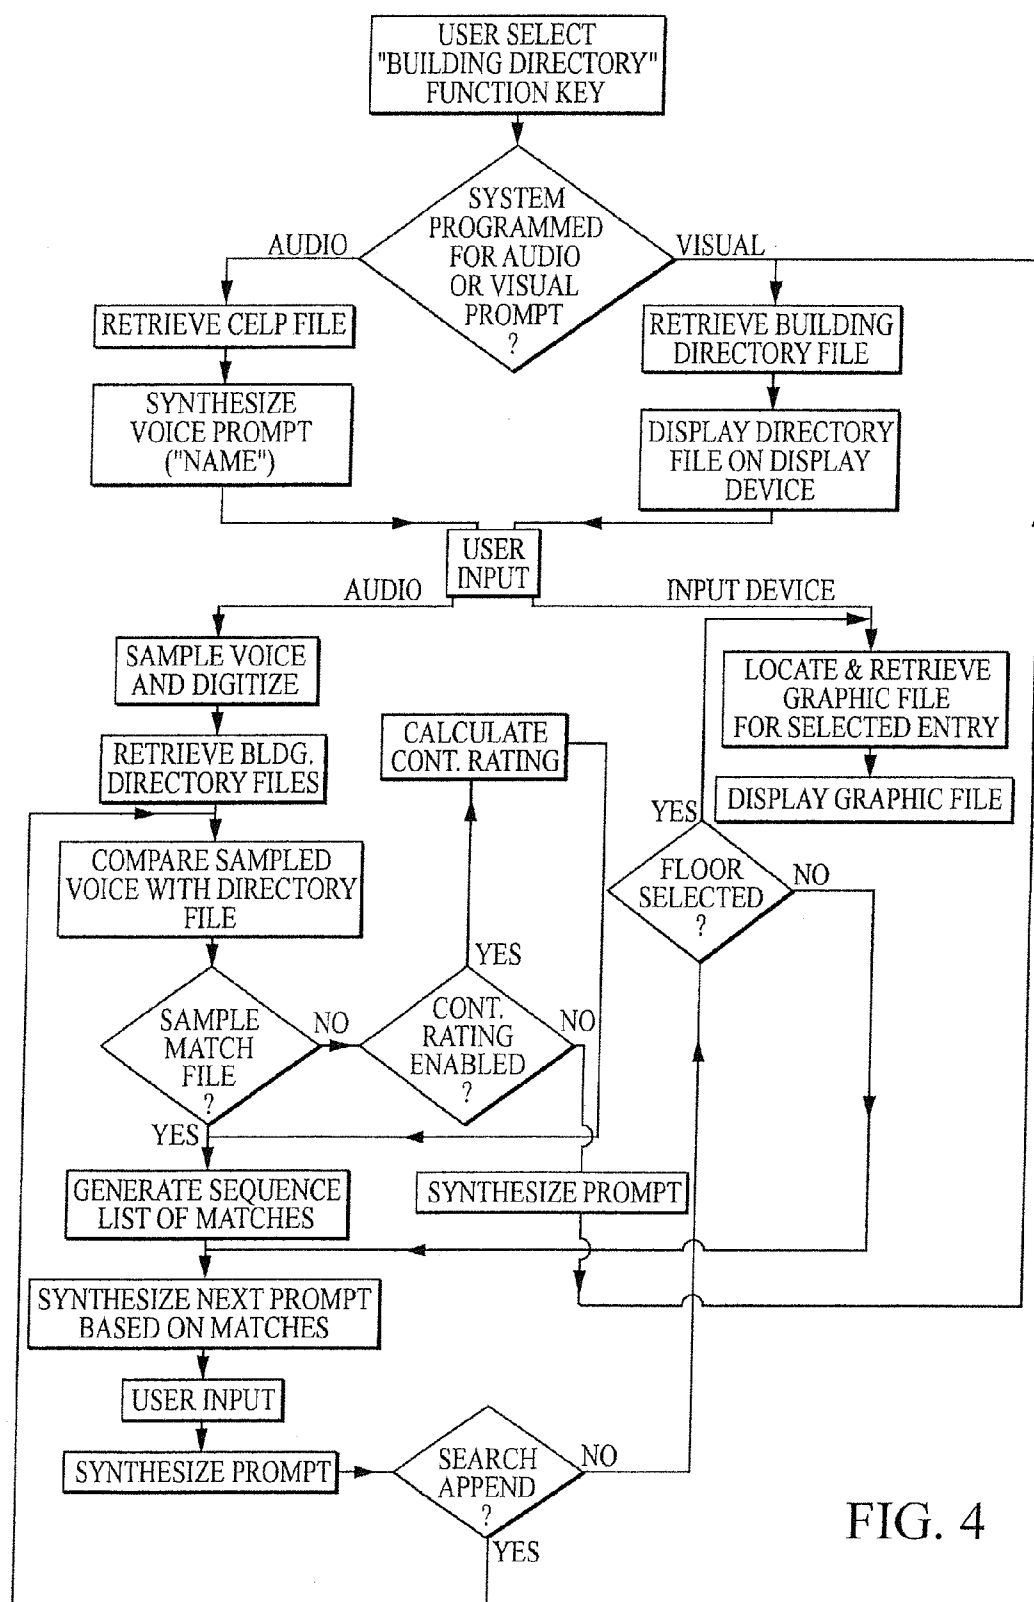 USER SELECT
"BUILDING DIRECTORY"
FUNCTION KEY
SYSTEM
PROGRAMMED
FOR AUDIO
OR VISUAL
PROMPT
?
AUDIO
VISUAL
RETRIEVE CELP FILE
RETRIEVE BUILDING
DIRECTORY FILE
SYNTHESIZE
VOICE PROMPT
("NAME")
DISPLAY DIRECTORY
FILE ON DISPLAY
DEVICE
USER
INPUT
AUDIO
INPUT DEVICE
SAMPLE VOICE
AND DIGITIZE
LOCATE & RETRIEVE
GRAPHIC FILE
FOR SELECTED ENTRY
RETRIEVE BLDG.
DIRECTORY FILES
CALCULATE
CONT. RATING
DISPLAY GRAPHIC FILE
YES
COMPARE SAMPLED
VOICE WITH DIRECTORY
FILE
FLOOR
SELECTED
?
NO
YES
SAMPLE
MATCH
FILE
?
NO
CONT.
RATING
ENABLED
?
NO
YES
GENERATE SEQUENCE
LIST OF MATCHES
SYNTHESIZE PROMPT
SYNTHESIZE NEXT PROMPT
BASED ON MATCHES
USER INPUT
SYNTHESIZE PROMPT
SEARCH
APPEND
?
NO
YES
FIG. 4